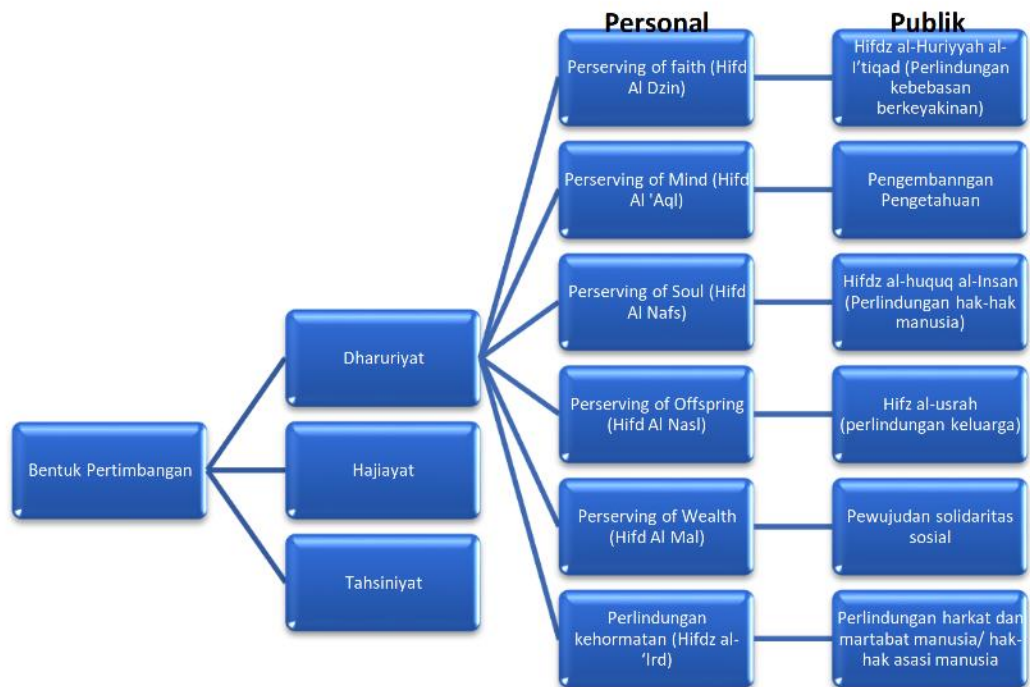 Personal
Publik
Perserving of faith (Hifd
Al Dzin)
Hifdz al-Huriyyah al-
I'tiqad (Perlindungan
kebebasan
berkeyakinan)
Perserving of Mind (Hifd
Al 'Aql)
Pengembanngan
Pengetahuan
Perserving of Soul (Hifd
Al Nafs)
Hifdz al-huquq al-Insan
(Perlindungan hak-hak
manusia)
Dharuriyat
Perserving of Offspring
(Hifd Al Nasl)
Hifz al-usrah
(perlindungan keluarga)
Bentuk Pertimbangan
Hajiayat
Perserving of Wealth
(Hifd Al Mal)
Pewujudan solidaritas
sosial
Tahsiniyat
Perlindungan
kehormatan (Hifdz al-
‘Ird)
Perlindungan harkat dan
martabat manusia/ hak-
hak asasi manusia